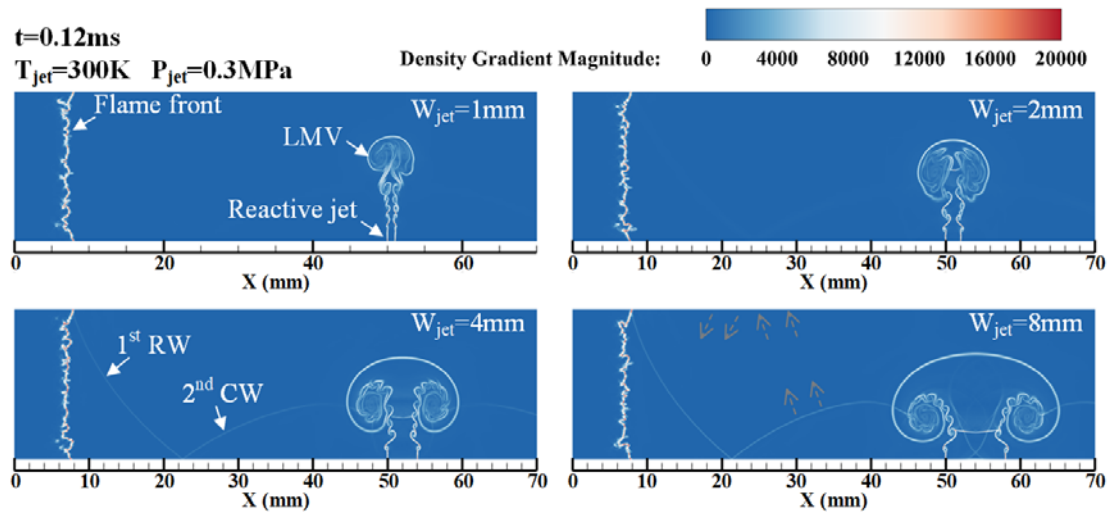 t=0.12ms
T_jet=300K P_jet=0.3MPa
Density Gradient Magnitude: 0 4000 8000 12000 16000 20000
Flame front
W_jet=1mm
LMV
Reactive jet
0 20 40 60
X (mm)
W_jet=2mm
0 10 20 30 40 50 60 70
X (mm)
W_jet=4mm
1st RW
2nd CW
0 10 20 30 40 50 60 70
X (mm)
W_jet=8mm
0 10 20 30 40 50 60 70
X (mm)